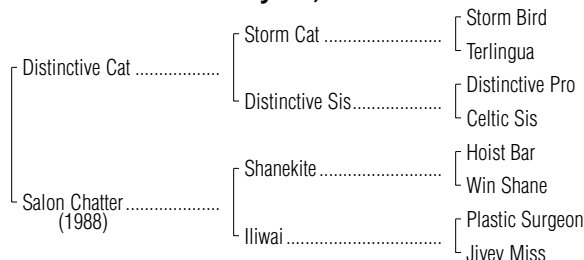 Storm Bird
Storm Cat ........................
Terlingua
Distinctive Cat .................
Distinctive Pro
Distinctive Sis..................
Celtic Sis
Hoist Bar
Shanekite ........................
Win Shane
Salon Chatter ...................
(1988)
Plastic Surgeon
Iliwai ...............................
Jivey Miss